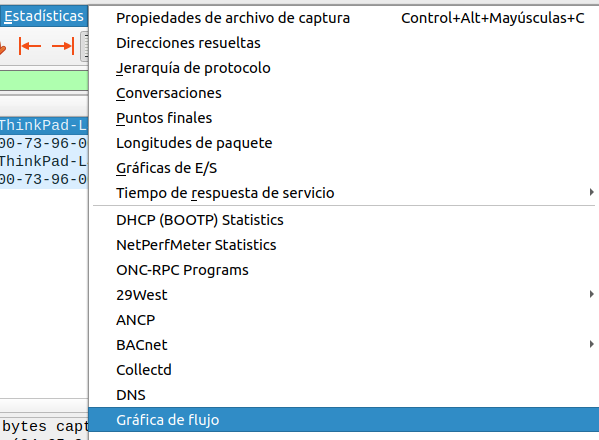 Estadísticas
Propiedades de archivo de captura Control+Alt+Mayúsculas+C
Direcciones resueltas
Jerarquía de protocolo
Conversaciones
Puntos finales
Longitudes de paquete
Gráficas de E/S
Tiempo de respuesta de servicio
DHCP (BOOTP) Statistics
NetPerfMeter Statistics
ONC-RPC Programs
29West
ANCP
BACnet
Collectd
DNS
Gráfica de flujo
ThinkPad-L
00-73-96-0
ThinkPad-L
00-73-96-0
bytes capt